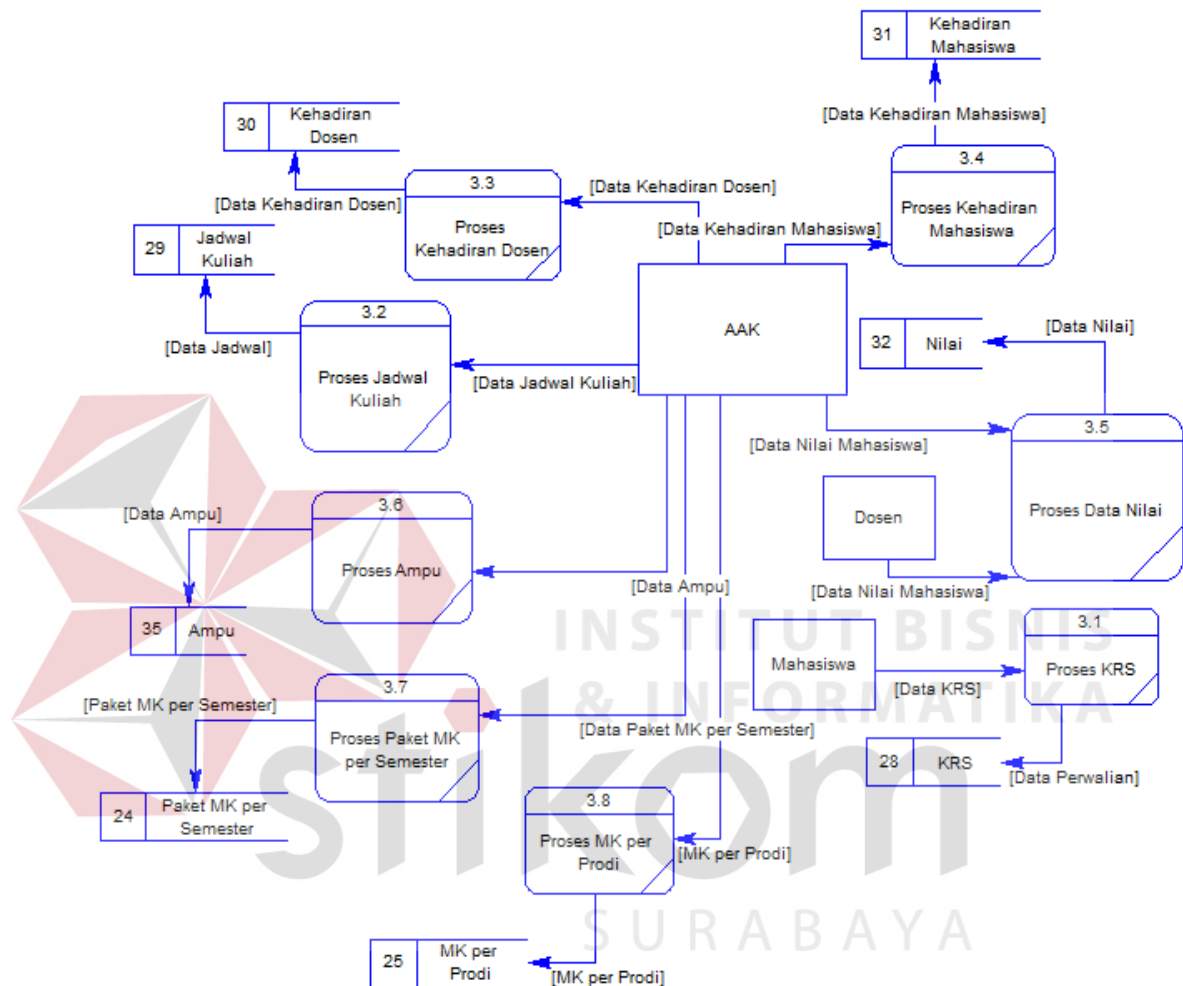 31
Kehadiran
Mahasiswa
[Data Kehadiran Mahasiswa]
30
Kehadiran
Dosen
[Data Kehadiran Dosen]
3.3
Proses
Kehadiran Dosen
[Data Kehadiran Dosen]
3.4
Proses Kehadiran
Mahasiswa
[Data Kehadiran Mahasiswa]
29
Jadwal
Kuliah
[Data Jadwal]
3.2
Proses Jadwal
Kuliah
[Data Jadwal Kuliah]
AAK
32
Nilai
[Data Nilai]
[Data Nilai Mahasiswa]
3.5
Proses Data Nilai
Dosen
[Data Nilai Mahasiswa]
[Data Ampu]
3.6
Proses Ampu
[Data Ampu]
35
Ampu
Mahasiswa
[Data KRS]
3.1
Proses KRS
[Data Perwalian]
28
KRS
[Paket MK per Semester]
3.7
Proses Paket MK
per Semester
[Data Paket MK per Semester]
24
Paket MK per
Semester
3.8
Proses MK per
Prodi
[MK per Prodi]
25
MK per
Prodi
[MK per Prodi]
INSTITUT BISNIS
& INFORMATIKA
stikom
SURABAYA